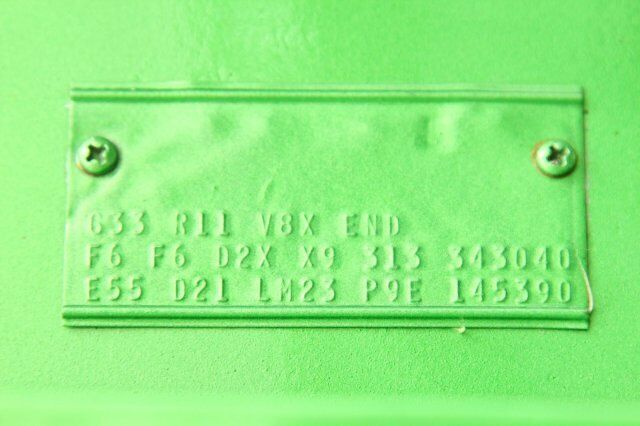 G33 R11 V8X END
F6 F6 D2X X9 313 343040
E55 D21 LM23 P9E 145390